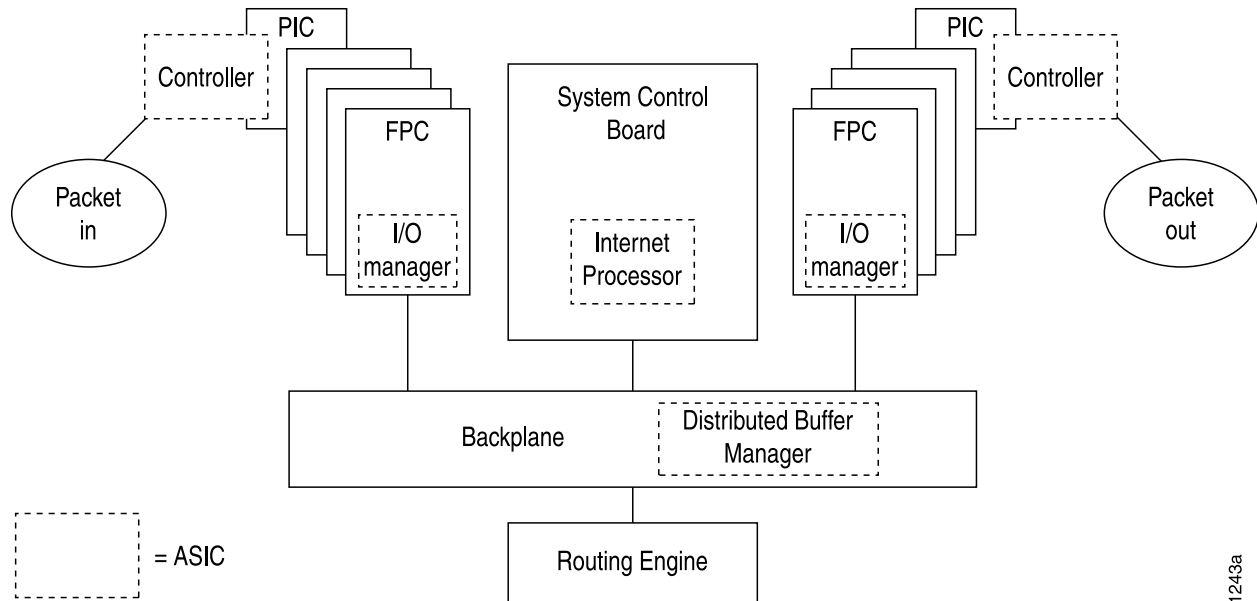 PIC
Controller
FPC
I/O
manager
Packet
in
System Control
Board
Internet
Processor
PIC
Controller
FPC
I/O
manager
Packet
out
Backplane
Distributed Buffer
Manager
Routing Engine
= ASIC
1243a